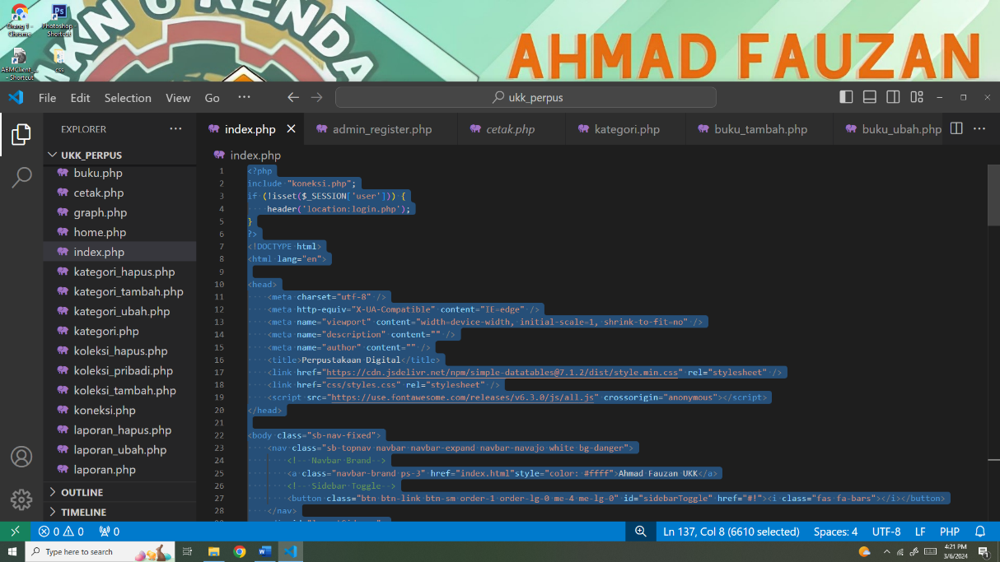 AHMAD FAUZAN
Photoshop -
Chrome
Shortcut
css
- Shortcut
File Edit Selection View Go ··· ukk_perpus
EXPLORER ···
UKK_PERPUS
buku.php
cetak.php
graph.php
home.php
index.php
kategori_hapus.php
kategori_tambah.php
kategori_ubah.php
kategori.php
koleksi_hapus.php
koleksi_pribadi.php
koleksi_tambah.php
koneksi.php
laporan_hapus.php
laporan_ubah.php
laporan.php
OUTLINE
TIMELINE
index.php admin_register.php cetak.php kategori.php buku_tambah.php buku_ubah.php ···
index.php
1 <?php
2 include "koneksi.php";
3 if (!isset($_SESSION['user'])) {
4 header('location:login.php');
5 }
6 ?>
7 <!DOCTYPE html>
8 <html lang="en">
9
10 <head>
11 <meta charset="utf-8" />
12 <meta http-equiv="X-UA-Compatible" content="IE=edge" />
13 <meta name="viewport" content="width=device-width, initial-scale=1, shrink-to-fit=no" />
14 <meta name="description" content="" />
15 <meta name="author" content="" />
16 <title>Perpustakaan Digital</title>
17 <link href="https://cdn.jsdelivr.net/npm/simple-datatables@7.1.2/dist/style.min.css" rel="stylesheet" />
18 <link href="css/styles.css" rel="stylesheet" />
19 <script src="https://use.fontawesome.com/releases/v6.3.0/js/all.js" crossorigin="anonymous"></script>
20 </head>
21
22 <body class="sb-nav-fixed">
23 <nav class="sb-topnav navbar navbar-expand navbar-navajo white bg-danger">
24 <!-- Navbar Brand-->
25 <a class="navbar-brand ps-3" href="index.html"style="color: #ffff">Ahmad Fauzan UKK</a>
26 <!-- Sidebar Toggle-->
27 <button class="btn btn-link btn-sm order-1 order-lg-0 me-4 me-lg-0" id="sidebarToggle" href="#!"><i class="fas fa-bars"></i></button>
28 </nav>
0 0 0 Ln 137, Col 8 (6610 selected) Spaces: 4 UTF-8 LF PHP
Type here to search
4:21 PM
3/6/2024
1